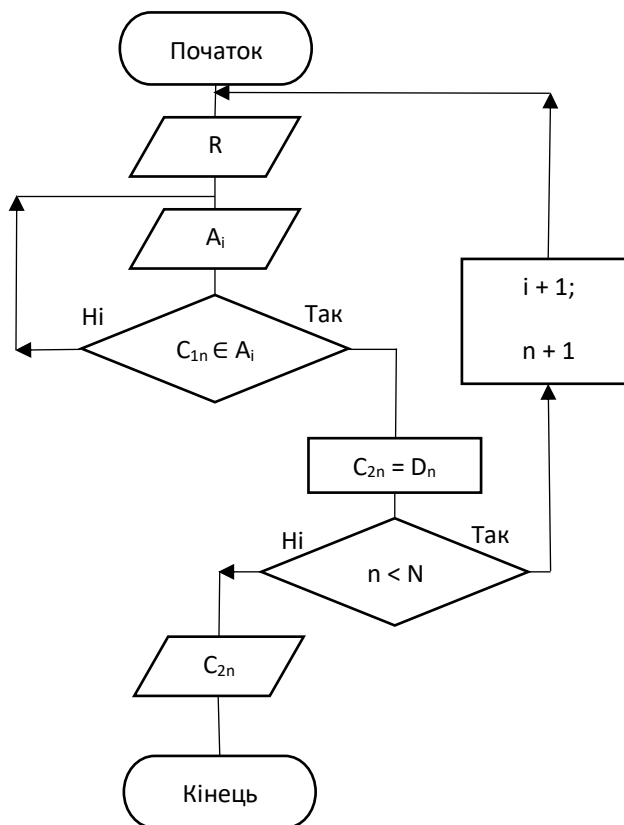 Початок
R
Aᵢ
Ні
Так
C₁ₙ ∈ Aᵢ
i + 1;
n + 1
C₂ₙ = Dₙ
Ні
Так
n < N
C₂ₙ
Кінець